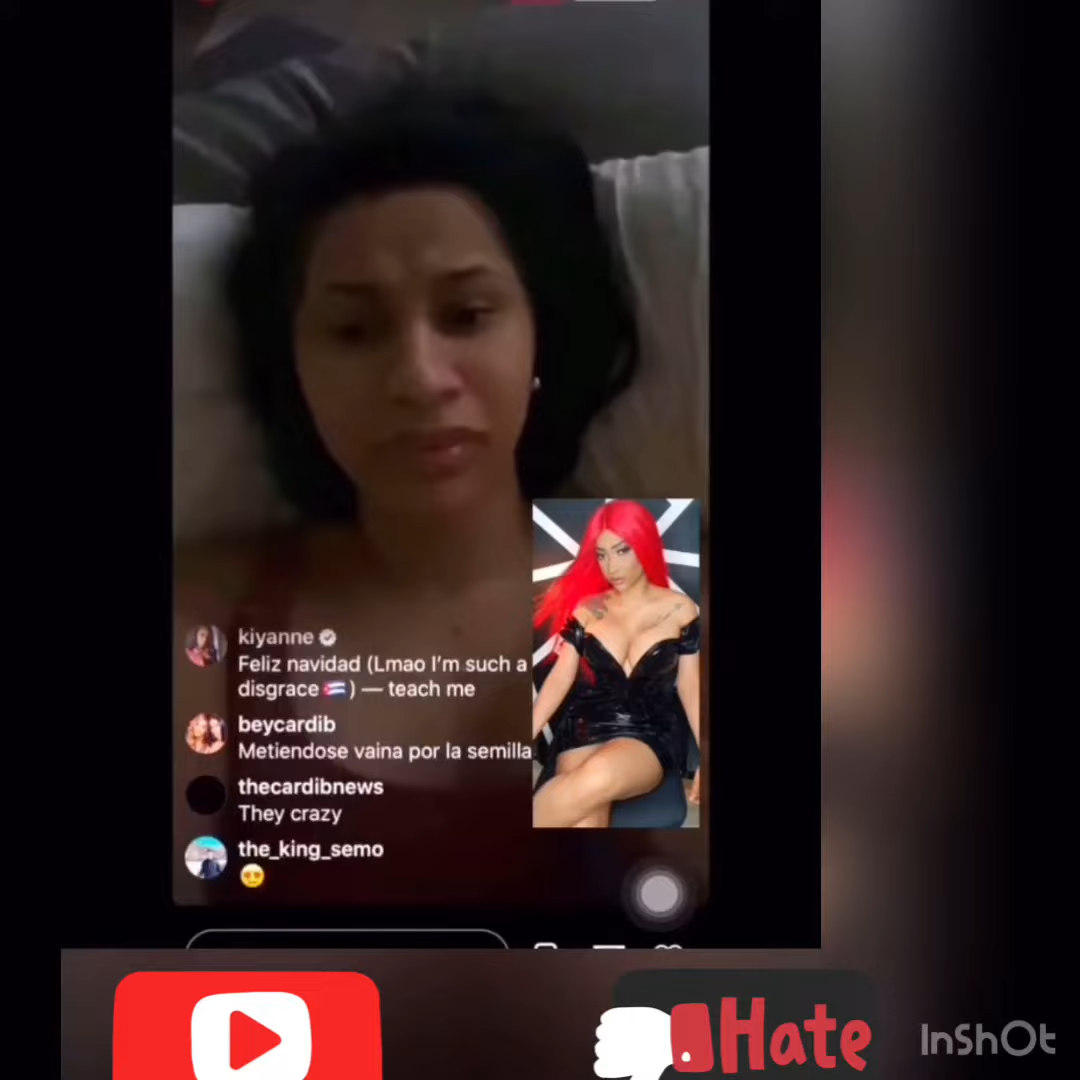 kiyanne
Feliz navidad (Lmao I'm such a
disgrace 🇨🇺) — teach me
beycardib
Metiendose vaina por la semilla
thecardibnews
They crazy
the_king_semo
😍
Hate
InShOt